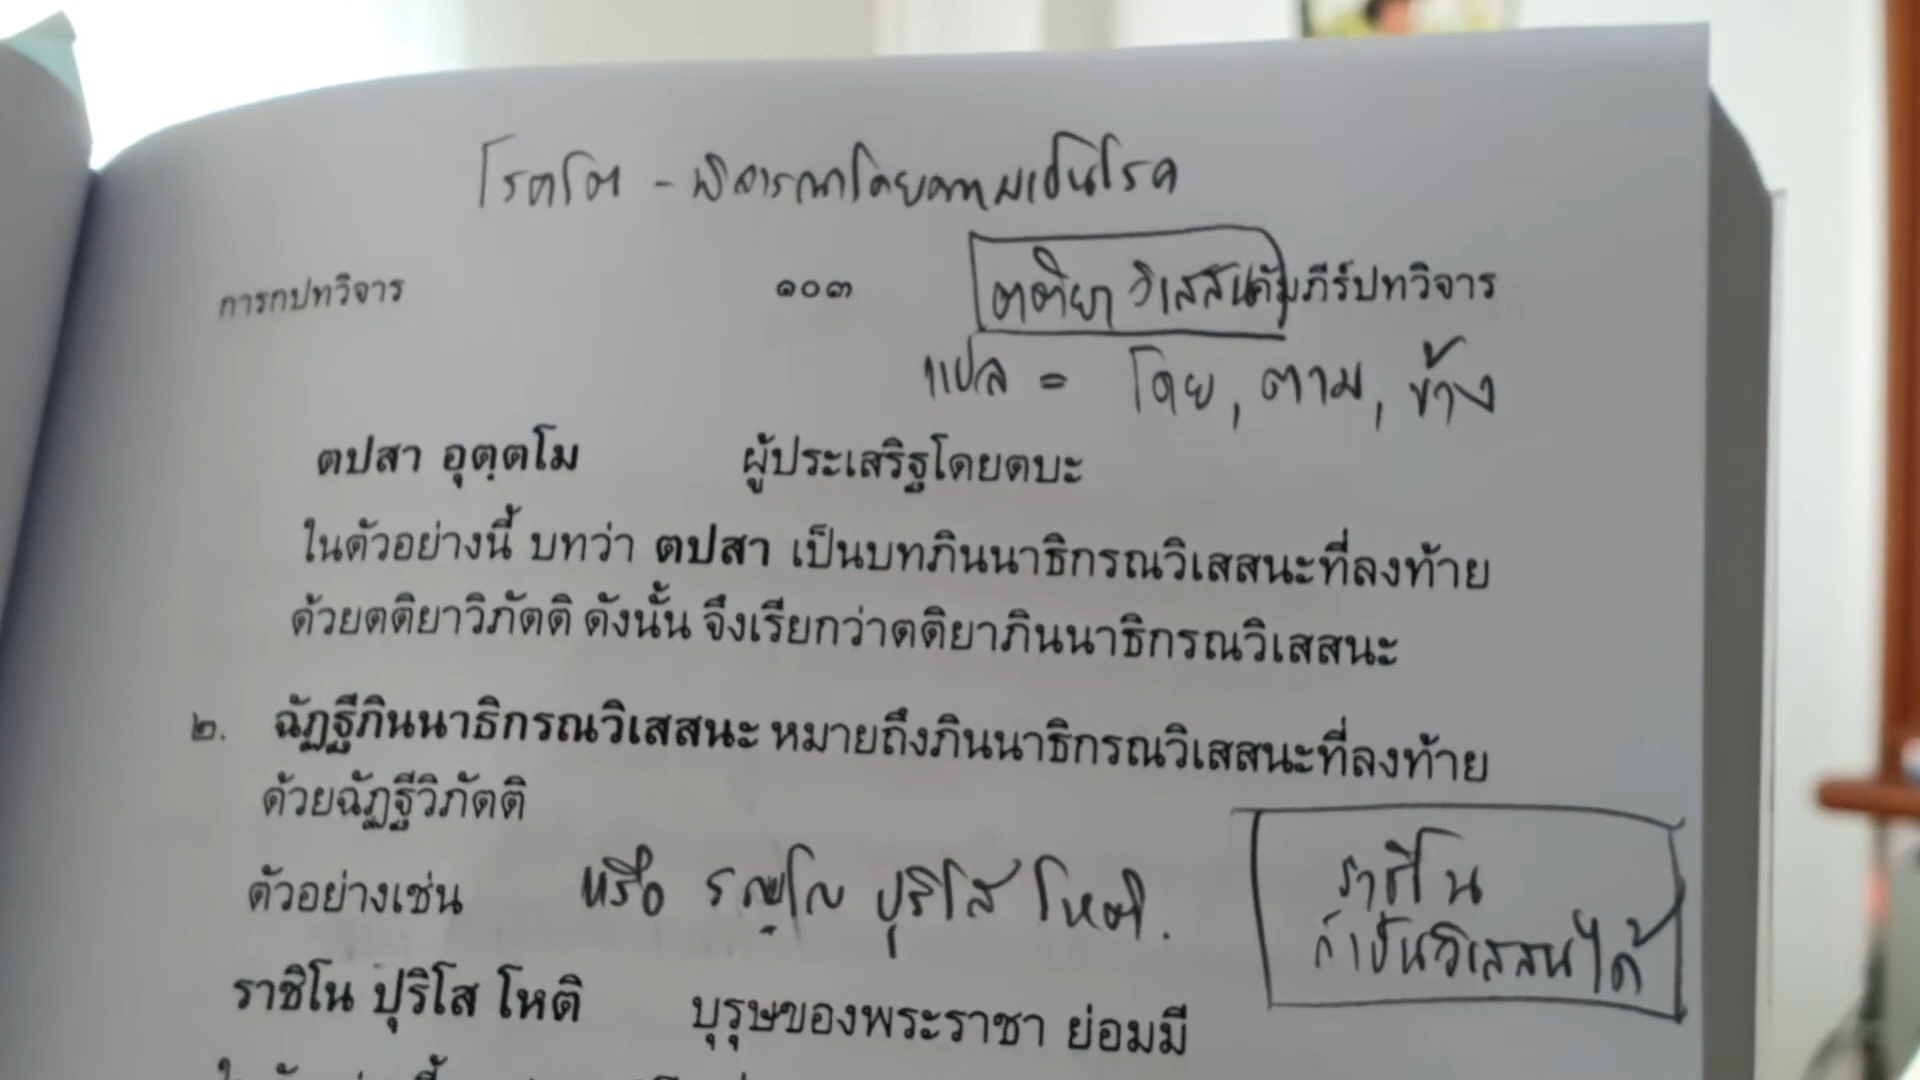 โรคโต - พิจารณาโดยความเป็นโรค
การกปทวิจาร ๑๐๓ คัมภีร์ปทวิจาร
ตติยาวิเสสน
แปล = โดย, ตาม, ข้าง
ตปสา อุตฺตโม ผู้ประเสริฐโดยตบะ
ในตัวอย่างนี้ บทว่า ตปสา เป็นบทภินนาธิกรณวิเสสนะที่ลงท้าย
ด้วยตติยาวิภัตติ ดังนั้น จึงเรียกว่าตติยาภินนาธิกรณวิเสสนะ
๒. ฉัฏฐีภินนาธิกรณวิเสสนะ หมายถึงภินนาธิกรณวิเสสนะที่ลงท้าย
ด้วยฉัฏฐีวิภัตติ
ตัวอย่างเช่น หรือ รญฺโญ ปุริโส โหติ.
ราชิโน
ก็เป็นวิเสสนได้
ราชิโน ปุริโส โหติ บุรุษของพระราชา ย่อมมี